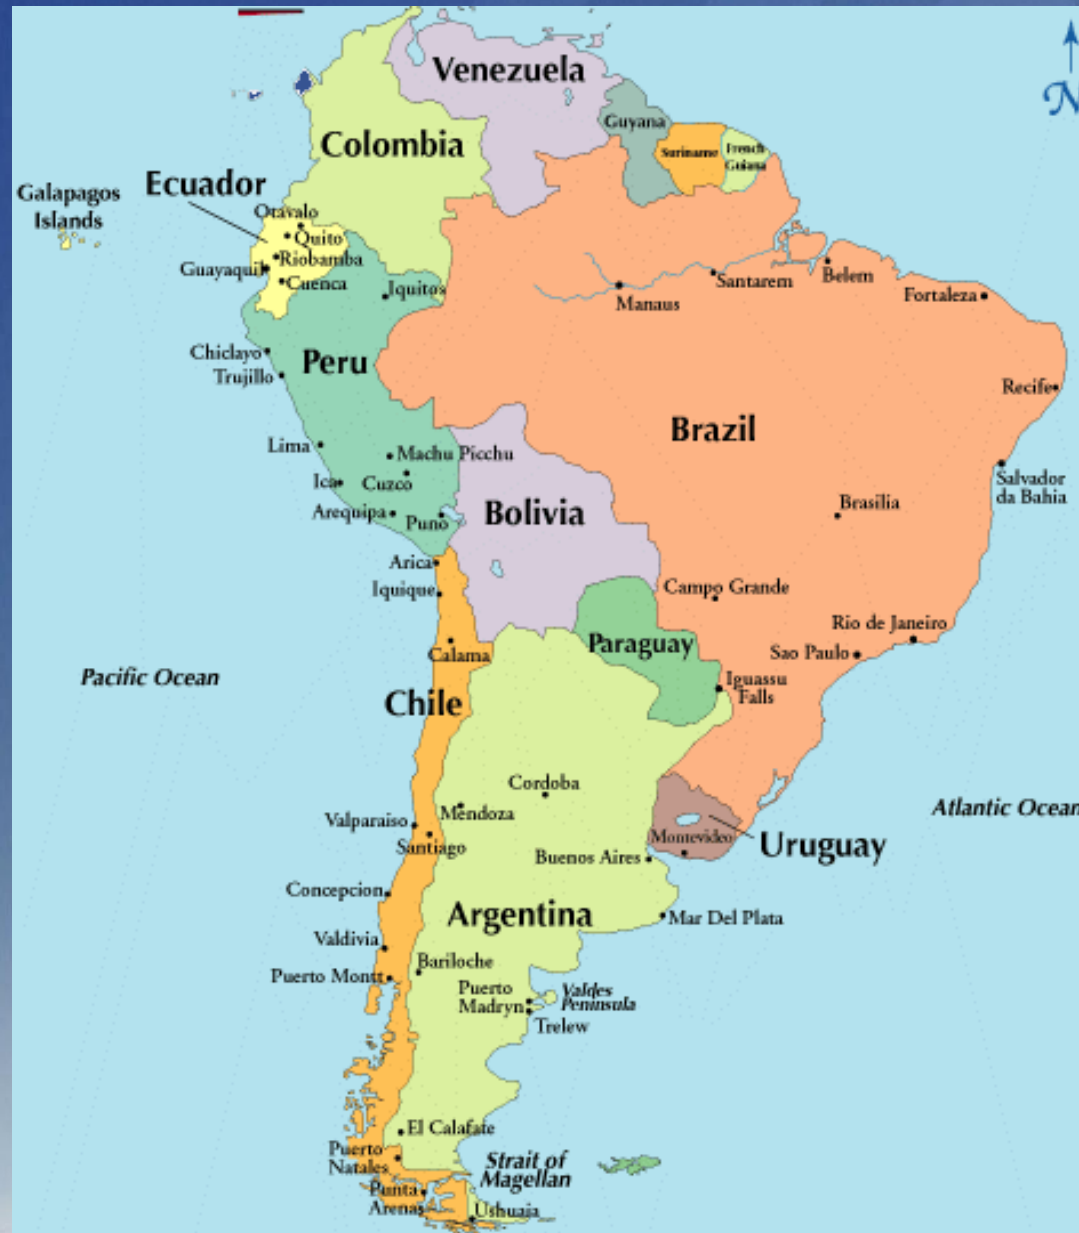 Venezuela
N
Guyana
Colombia
Suriname
French
Guiana
Ecuador
Galapagos
Islands
Otavalo
Quito
Riobamba
Guayaquil
Cuenca
Iquitos
Belem
Santarem
Manaus
Fortaleza
Chiclayo
Peru
Trujillo
Recife
Brazil
Lima
Machu Picchu
Ica
Cuzco
Salvador
da Bahia
Arequipa
Puno
Bolivia
Brasilia
Arica
Iquique
Campo Grande
Rio de Janeiro
Paraguay
Sao Paulo
Calama
Pacific Ocean
Iguassu
Falls
Chile
Cordoba
Mendoza
Atlantic Ocean
Valparaiso
Santiago
Montevideo
Uruguay
Buenos Aires
Concepcion
Argentina
Mar Del Plata
Valdivia
Bariloche
Puerto Montt
Puerto
Madryn
Valdes
Peninsula
Trelew
El Calafate
Puerto
Natales
Strait of
Magellan
Punta
Arenas
Ushuaia